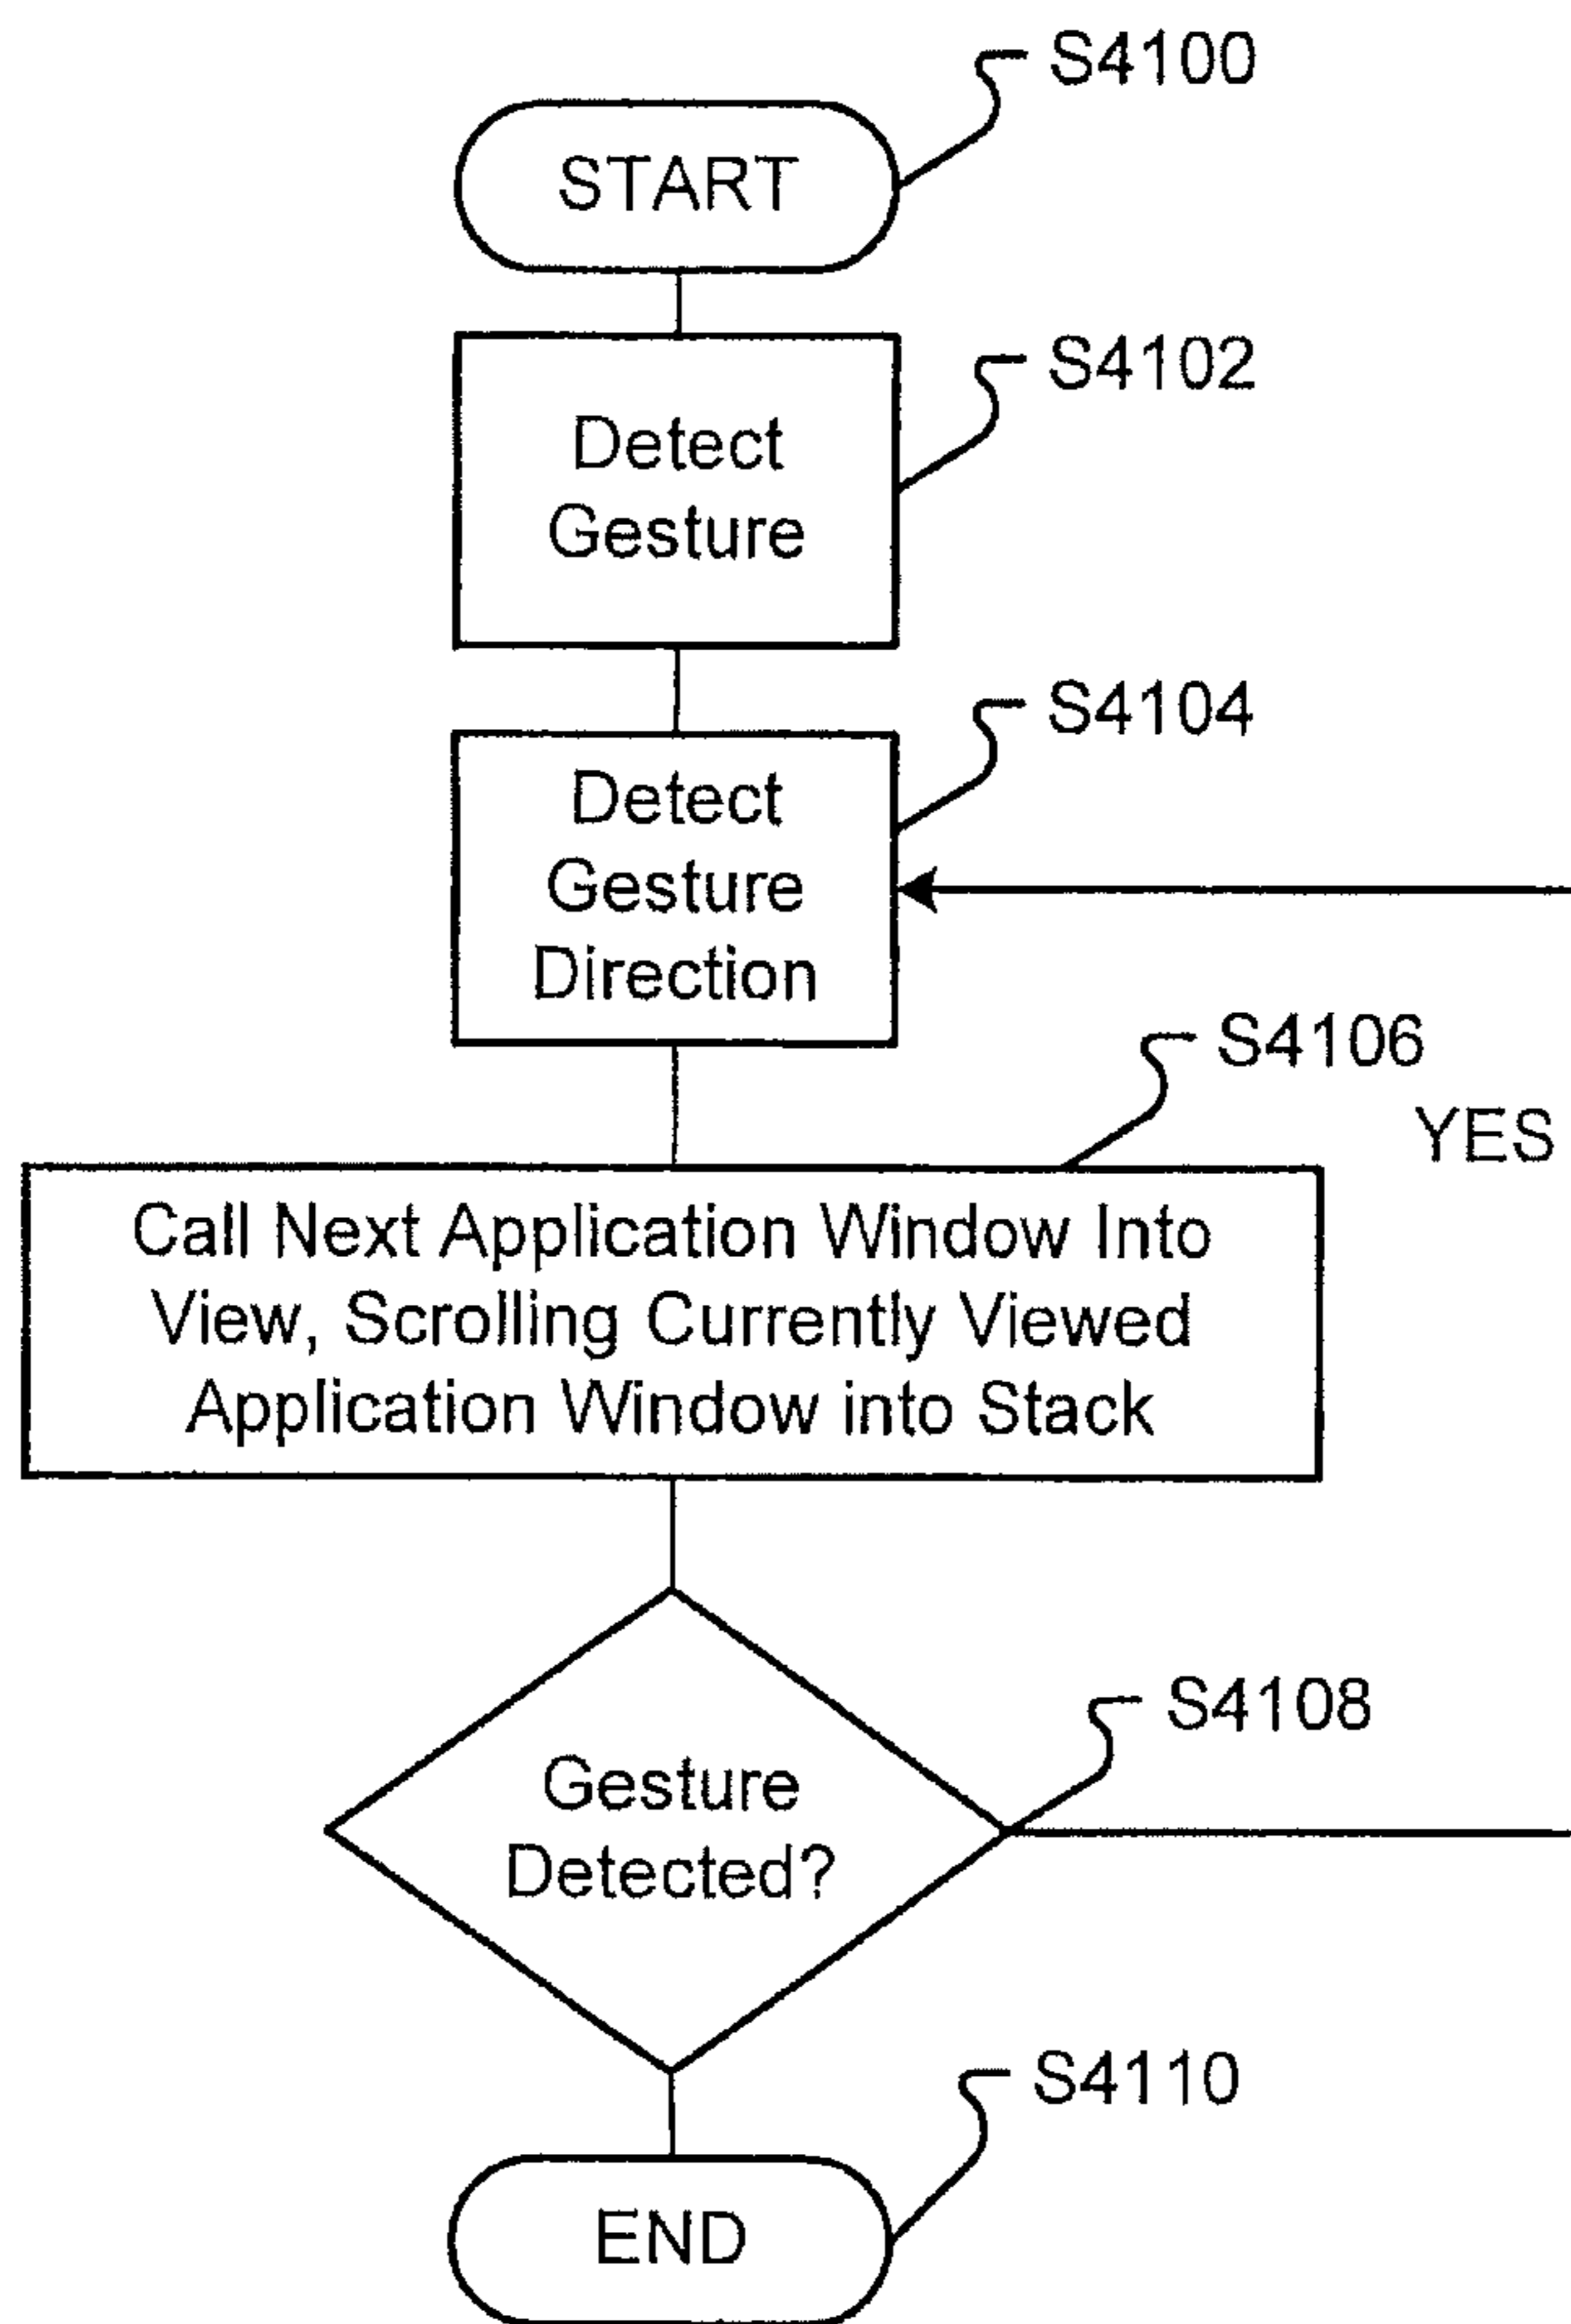 S4100
START
S4102
Detect
Gesture
S4104
Detect
Gesture
Direction
S4106
YES
Call Next Application Window Into
View, Scrolling Currently Viewed
Application Window into Stack
S4108
Gesture
Detected?
S4110
END